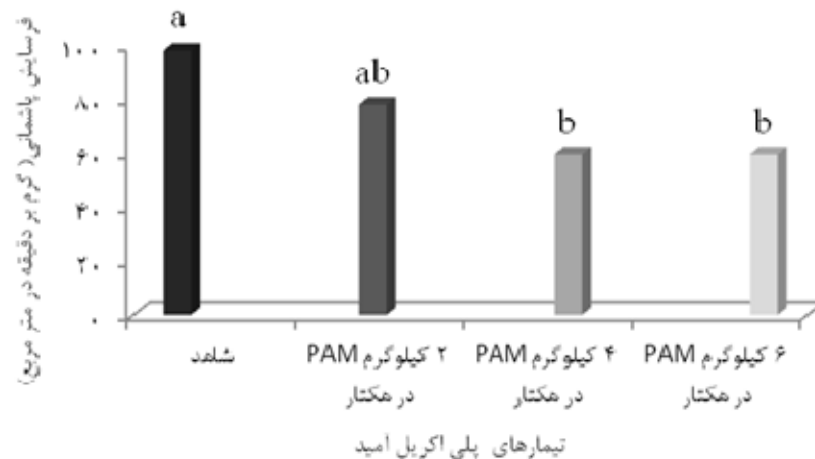 فرسایش پاشمانی( گرم بر دقیقه در متر مربع)
۱۰۰
۸۰
۶۰
۴۰
۲۰
۰
a
ab
b
b
شاهد
۲ کیلوگرم PAM
در هکتار
۴ کیلوگرم PAM
در هکتار
۶ کیلوگرم PAM
در هکتار
تیمارهای پلی اکریل آمید